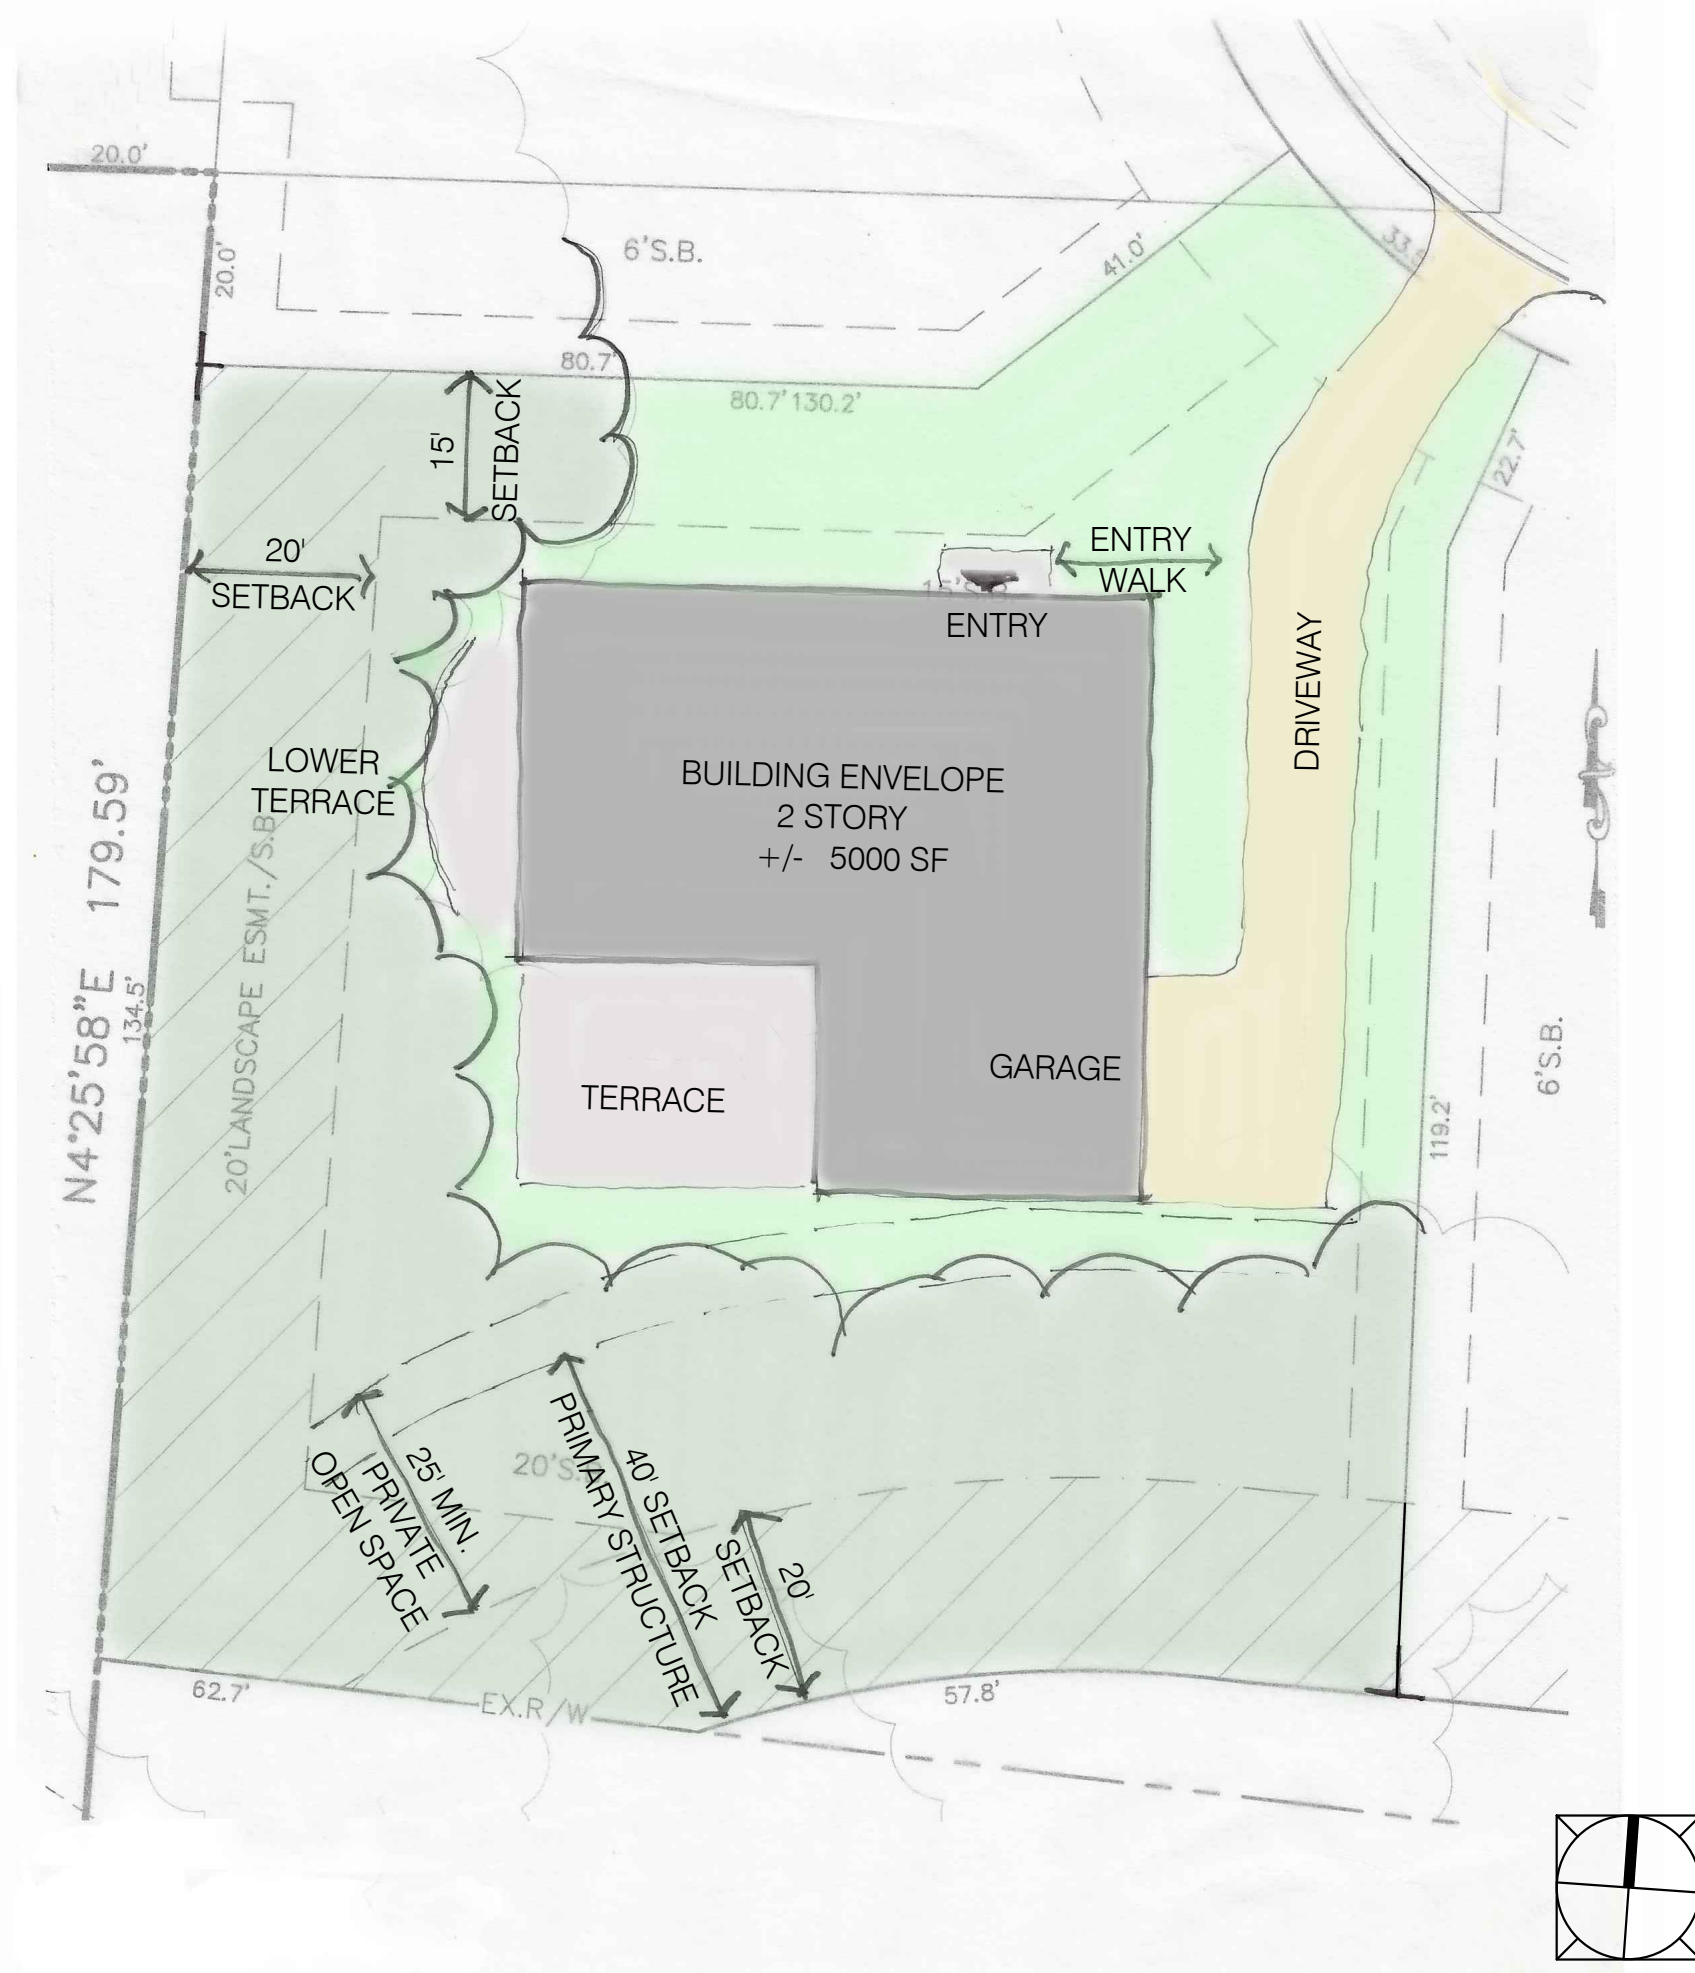 20.0'
20.0'
6'S.B.
41.0'
80.7'
80.7' 130.2'
15'
SETBACK
22.7'
20'
SETBACK
ENTRY
WALK
ENTRY
DRIVEWAY
LOWER
TERRACE
BUILDING ENVELOPE
2 STORY
+/- 5000 SF
N4°25'58"E 179.59'
134.5'
20'LANDSCAPE ESMT./S.B.
TERRACE
GARAGE
6'S.B.
119.2'
25' MIN.
PRIVATE
OPEN SPACE
20'S.B.
40' SETBACK
PRIMARY STRUCTURE
20'
SETBACK
62.7'
EX.R/W
57.8'